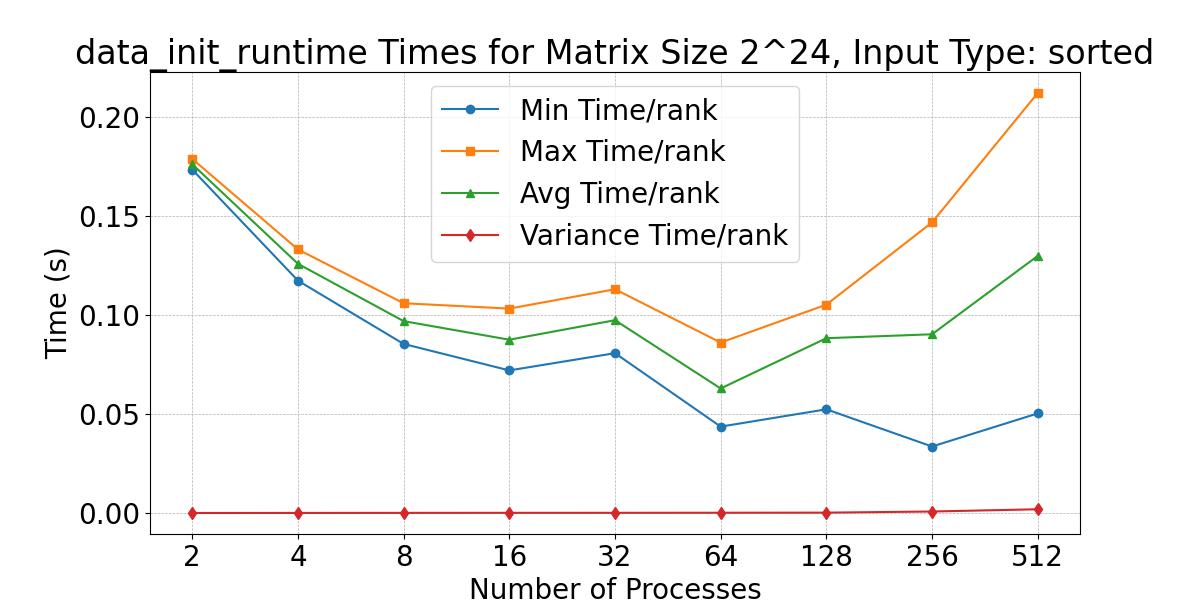 data_init_runtime Times for Matrix Size 2^24, Input Type: sorted
Min Time/rank
Max Time/rank
Avg Time/rank
Variance Time/rank
Time (s)
0.20
0.15
0.10
0.05
0.00
2 4 8 16 32 64 128 256 512
Number of Processes